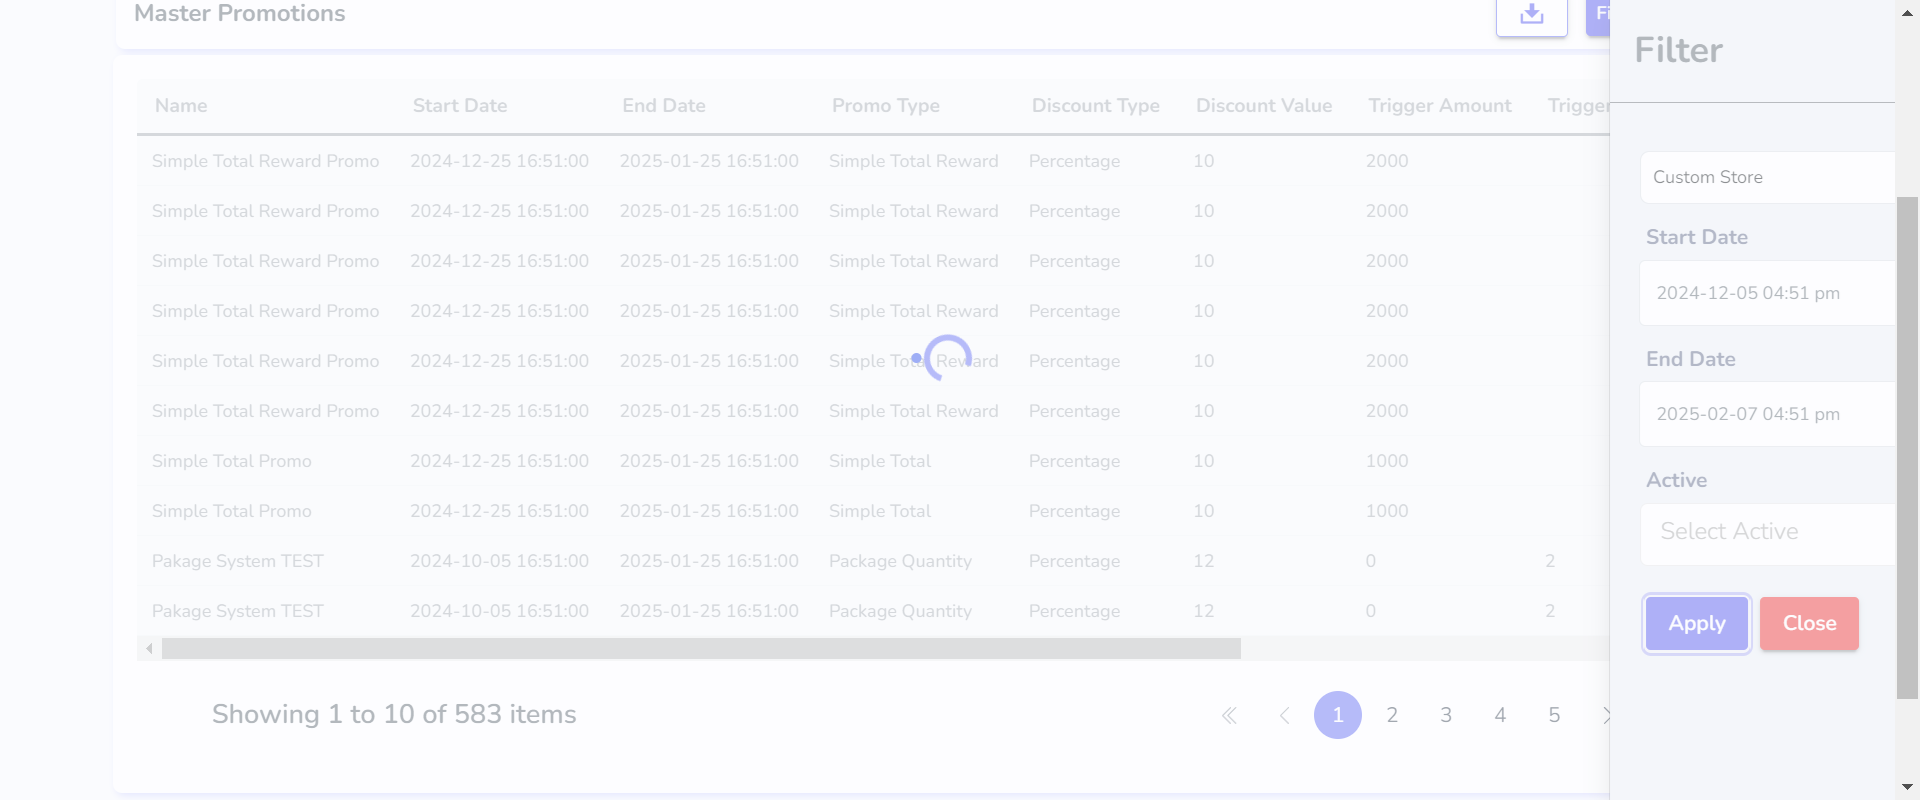 Master Promotions
Name Start Date End Date Promo Type Discount Type Discount Value Trigger Amount Trigger
Simple Total Reward Promo 2024-12-25 16:51:00 2025-01-25 16:51:00 Simple Total Reward Percentage 10 2000
Simple Total Reward Promo 2024-12-25 16:51:00 2025-01-25 16:51:00 Simple Total Reward Percentage 10 2000
Simple Total Reward Promo 2024-12-25 16:51:00 2025-01-25 16:51:00 Simple Total Reward Percentage 10 2000
Simple Total Reward Promo 2024-12-25 16:51:00 2025-01-25 16:51:00 Simple Total Reward Percentage 10 2000
Simple Total Reward Promo 2024-12-25 16:51:00 2025-01-25 16:51:00 Simple Total Reward Percentage 10 2000
Simple Total Reward Promo 2024-12-25 16:51:00 2025-01-25 16:51:00 Simple Total Reward Percentage 10 2000
Simple Total Promo 2024-12-25 16:51:00 2025-01-25 16:51:00 Simple Total Percentage 10 1000
Simple Total Promo 2024-12-25 16:51:00 2025-01-25 16:51:00 Simple Total Percentage 10 1000
Pakage System TEST 2024-10-05 16:51:00 2025-01-25 16:51:00 Package Quantity Percentage 12 0 2
Pakage System TEST 2024-10-05 16:51:00 2025-01-25 16:51:00 Package Quantity Percentage 12 0 2
Showing 1 to 10 of 583 items
1 2 3 4 5
Filter
Custom Store
Start Date
2024-12-05 04:51 pm
End Date
2025-02-07 04:51 pm
Active
Select Active
Apply Close